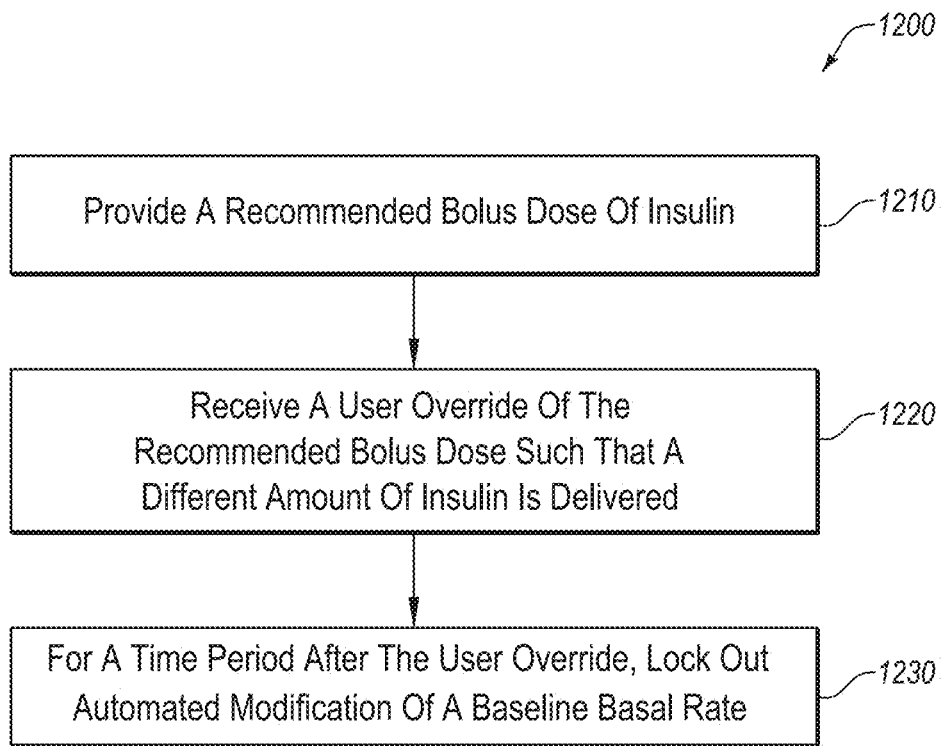 1200
Provide A Recommended Bolus Dose Of Insulin
1210
Receive A User Override Of The
Recommended Bolus Dose Such That A
Different Amount Of Insulin Is Delivered
1220
For A Time Period After The User Override, Lock Out
Automated Modification Of A Baseline Basal Rate
1230